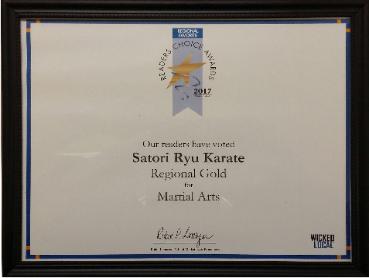 REGIONAL
FAVORITE
READERS CHOICE AWARDS
2017
Our readers have voted
Satori Ryu Karate
Regional Gold
for
Martial Arts
WICKED
LOCAL